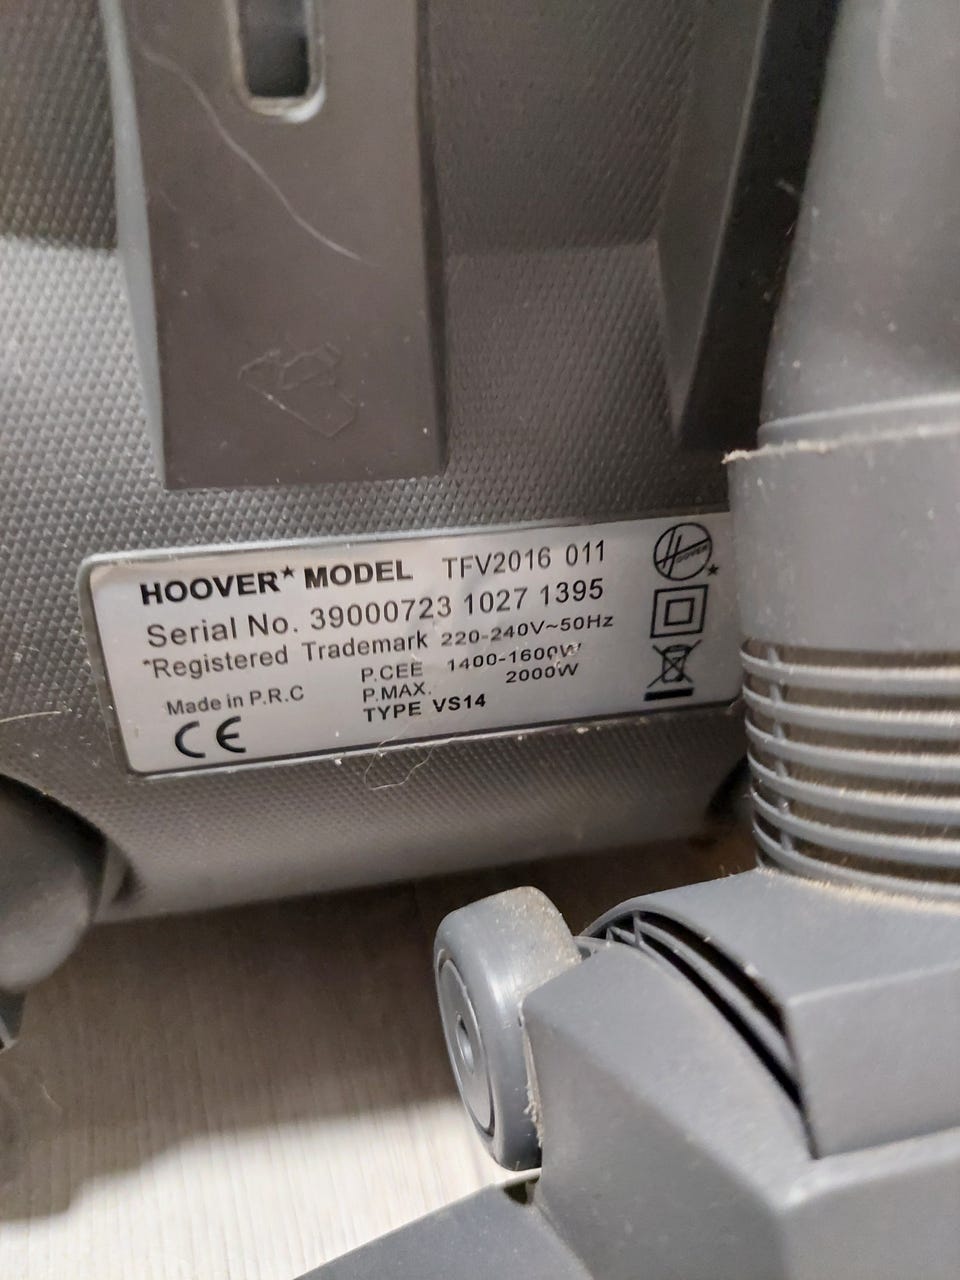 HOOVER* MODEL TFV2016 011
Serial No. 39000723 1027 1395
*Registered Trademark 220-240V~50Hz
P.CEE 1400-1600W
Made in P.R.C P.MAX. 2000W
TYPE VS14
CE
HOOVER